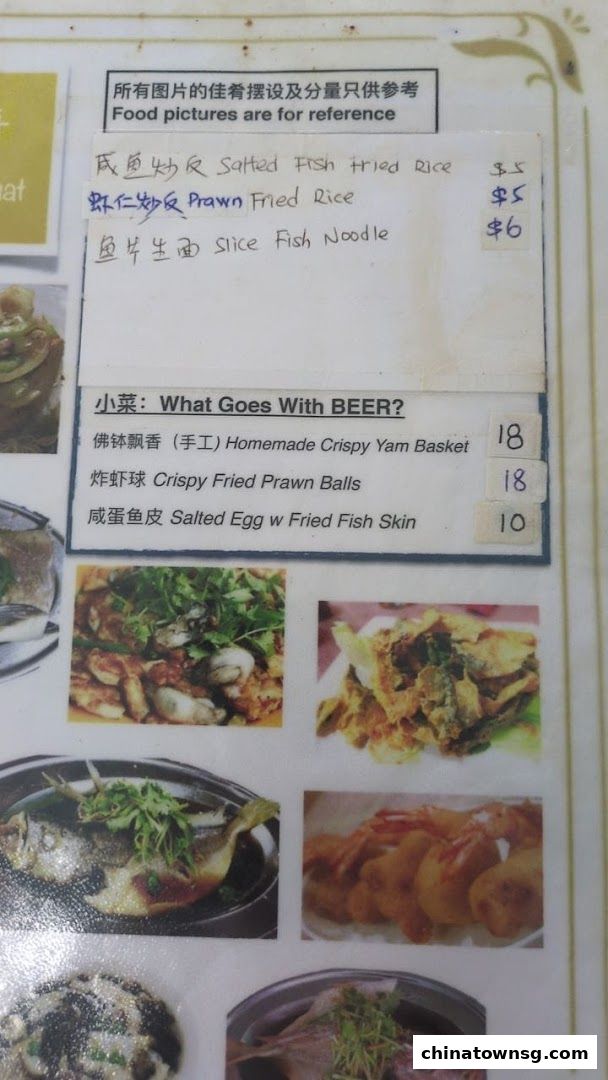 所有图片的佳肴摆设及分量只供参考
Food pictures are for reference
咸鱼炒反 Salted Fish Fried Rice $5
虾仁炒反 Prawn Fried Rice $5
鱼片生面 Slice Fish Noodle $6
小菜: What Goes With BEER?
佛钵飘香 (手工) Homemade Crispy Yam Basket 18
炸虾球 Crispy Fried Prawn Balls 18
咸蛋鱼皮 Salted Egg w Fried Fish Skin 10
chinatownsg.com